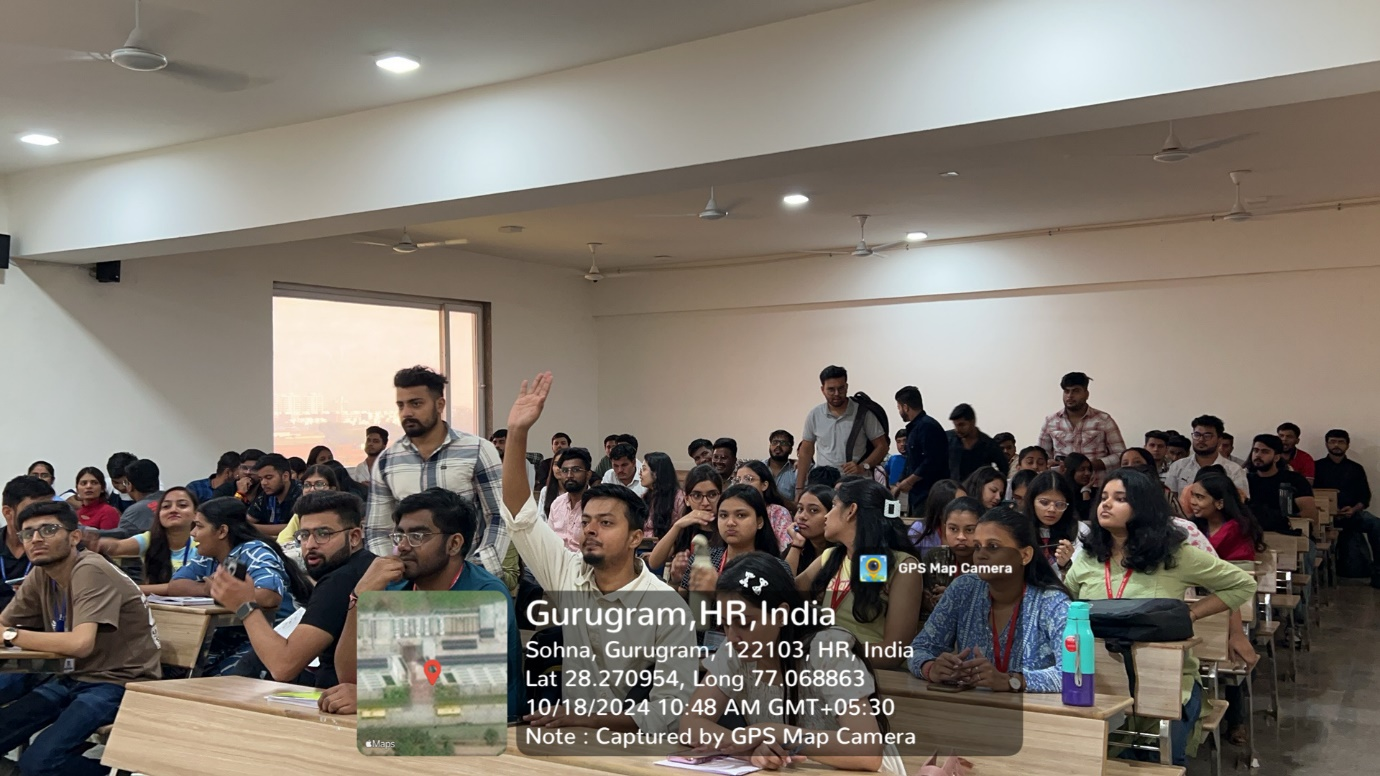 GPS Map Camera
Gurugram,HR,India
Sohna, Gurugram, 122103, HR, India
Lat 28.270954, Long 77.068863
10/18/2024 10:48 AM GMT+05:30
Note : Captured by GPS Map Camera
Maps